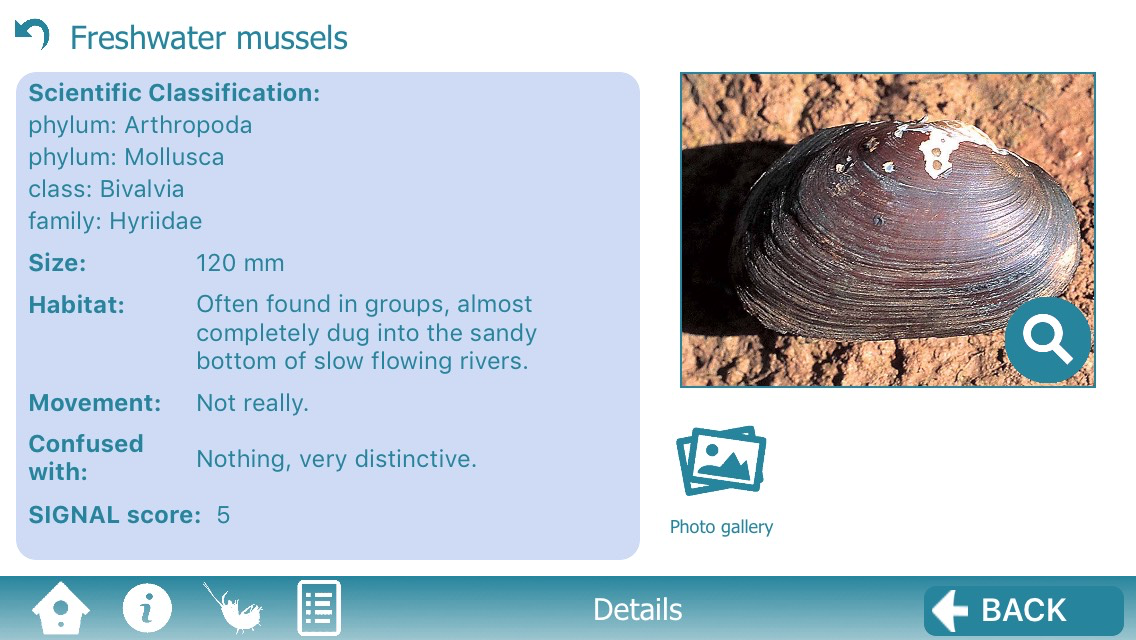 Freshwater mussels
Scientific Classification:
phylum: Arthropoda
phylum: Mollusca
class: Bivalvia
family: Hyriidae
Size: 120 mm
Habitat: Often found in groups, almost
completely dug into the sandy
bottom of slow flowing rivers.
Movement: Not really.
Confused
with: Nothing, very distinctive.
SIGNAL score: 5
Photo gallery
i
Details
BACK